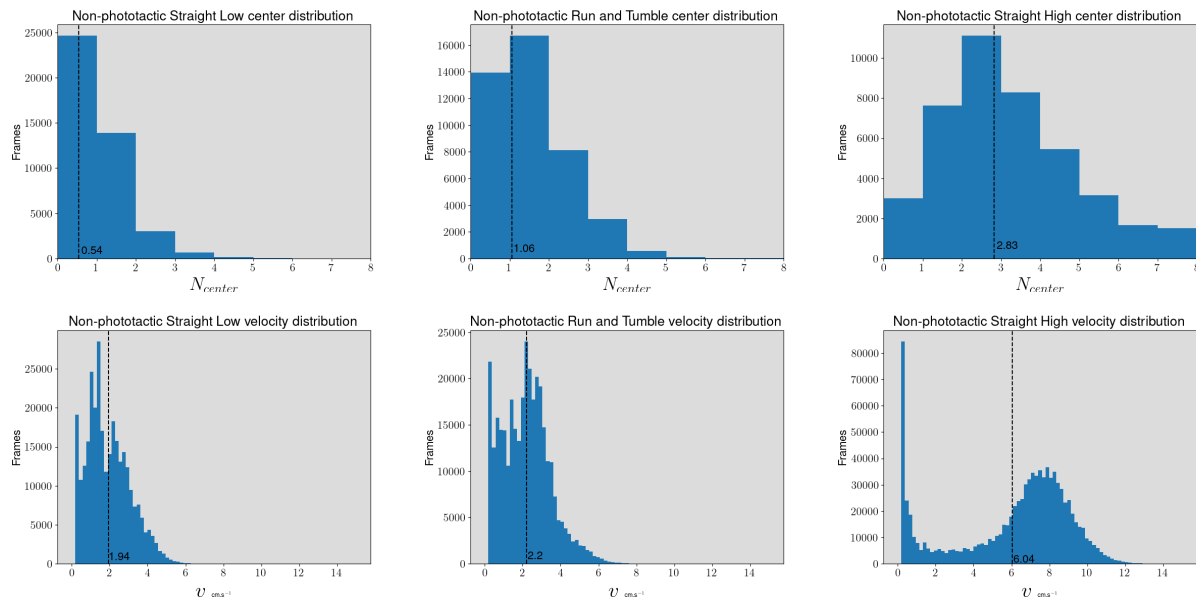 Non-phototactic Straight Low center distribution
25000
20000
15000
10000
5000
0
Frames
0.54
0 1 2 3 4 5 6 7 8
N_center
Non-phototactic Run and Tumble center distribution
16000
14000
12000
10000
8000
6000
4000
2000
0
Frames
1.06
0 1 2 3 4 5 6 7 8
N_center
Non-phototactic Straight High center distribution
10000
8000
6000
4000
2000
0
Frames
2.83
0 1 2 3 4 5 6 7 8
N_center
Non-phototactic Straight Low velocity distribution
25000
20000
15000
10000
5000
0
Frames
1.94
0 2 4 6 8 10 12 14
v cm.s⁻¹
Non-phototactic Run and Tumble velocity distribution
25000
20000
15000
10000
5000
0
Frames
2.2
0 2 4 6 8 10 12 14
v cm.s⁻¹
Non-phototactic Straight High velocity distribution
80000
70000
60000
50000
40000
30000
20000
10000
0
Frames
6.04
0 2 4 6 8 10 12 14
v cm.s⁻¹